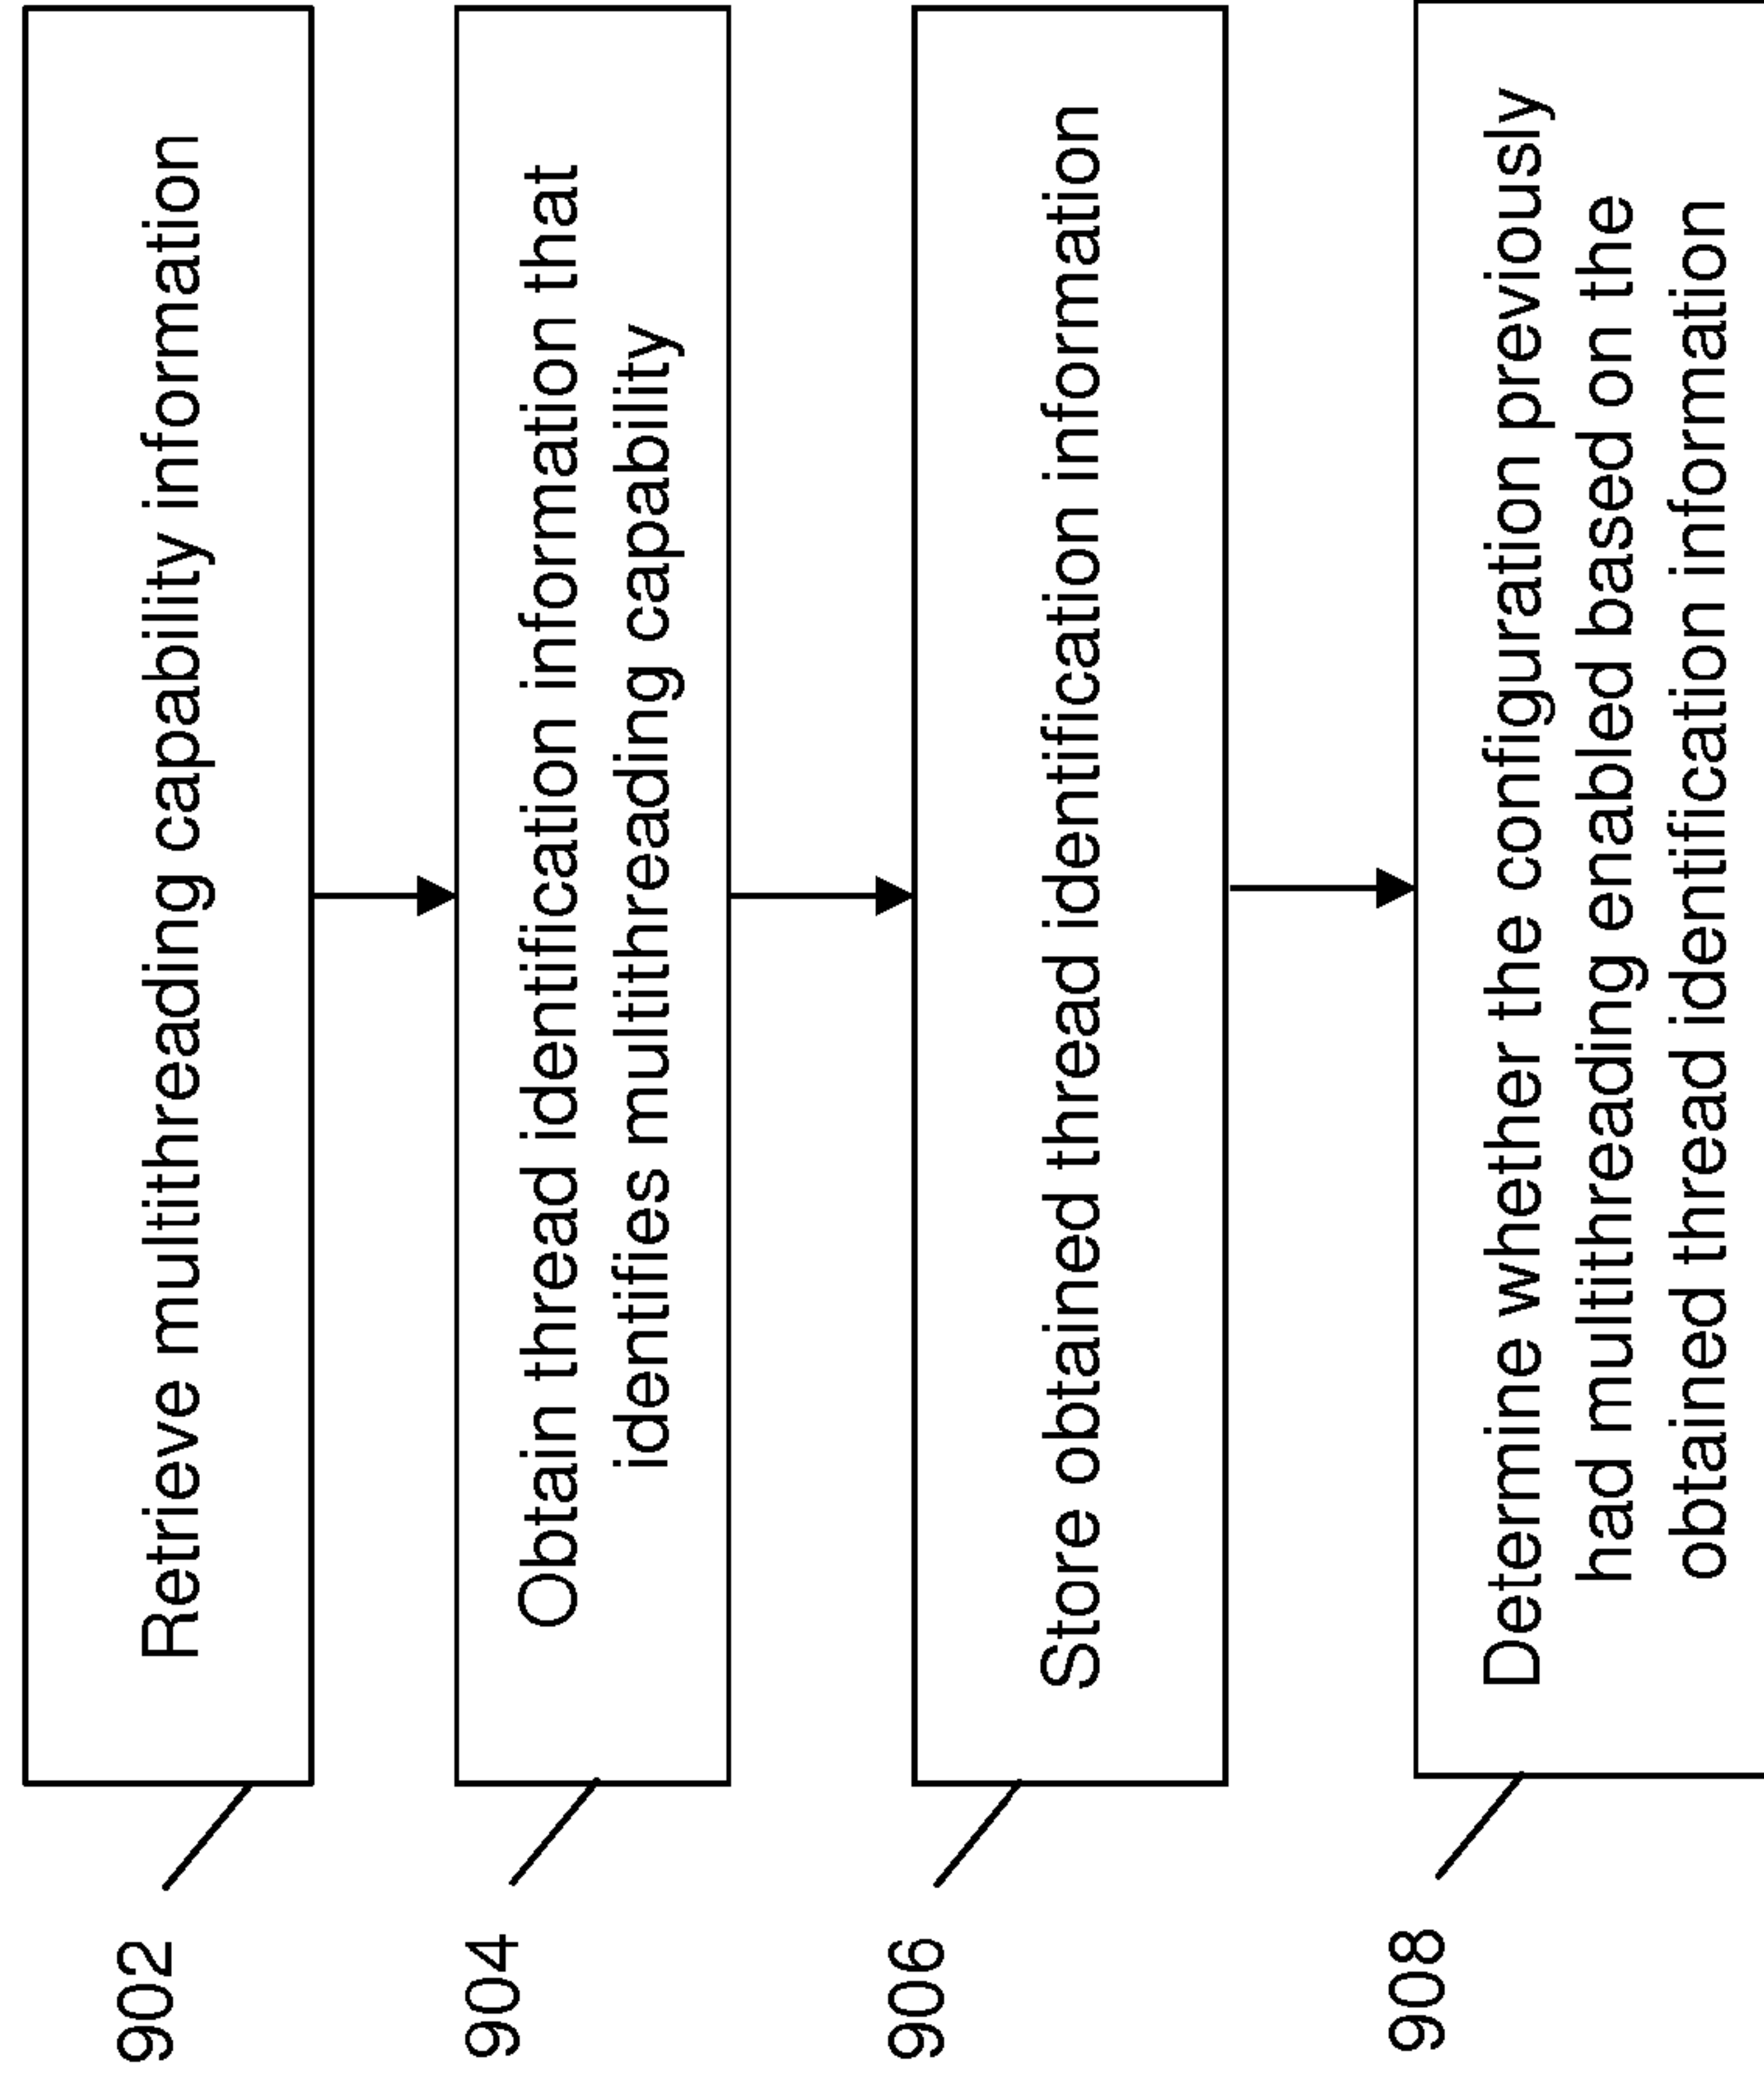 902
Retrieve multithreading capability information
904
Obtain thread identification information that
identifies multithreading capability
906
Store obtained thread identification information
908
Determine whether the configuration previously
had multithreading enabled based on the
obtained thread identification information